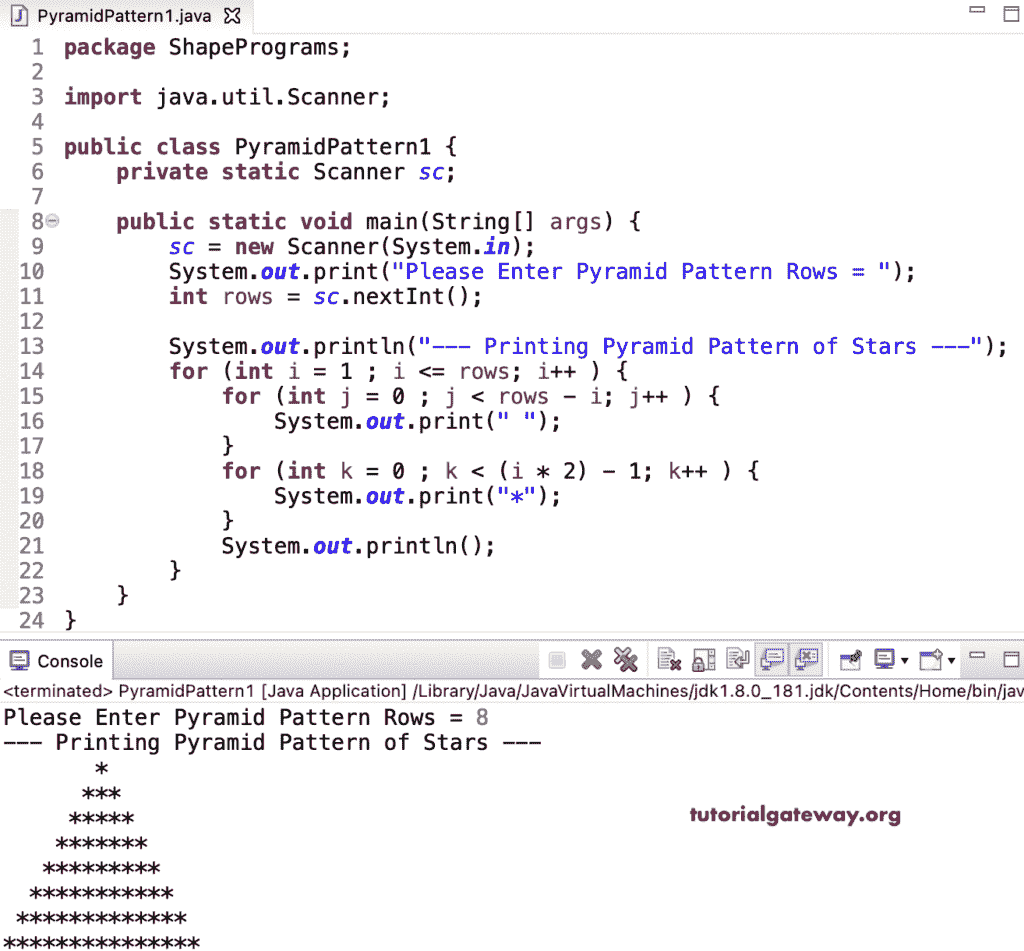 PyramidPattern1.java
1 package ShapePrograms;
2
3 import java.util.Scanner;
4
5 public class PyramidPattern1 {
6     private static Scanner sc;
7
8     public static void main(String[] args) {
9         sc = new Scanner(System.in);
10         System.out.print("Please Enter Pyramid Pattern Rows = ");
11         int rows = sc.nextInt();
12
13         System.out.println("--- Printing Pyramid Pattern of Stars ---");
14         for (int i = 1 ; i <= rows; i++ ) {
15             for (int j = 0 ; j < rows - i; j++ ) {
16                 System.out.print(" ");
17             }
18             for (int k = 0 ; k < (i * 2) - 1; k++ ) {
19                 System.out.print("*");
20             }
21             System.out.println();
22         }
23     }
24 }
Console
<terminated> PyramidPattern1 [Java Application] /Library/Java/JavaVirtualMachines/jdk1.8.0_181.jdk/Contents/Home/bin/jav
Please Enter Pyramid Pattern Rows = 8
--- Printing Pyramid Pattern of Stars ---
       *
      ***
     *****
    *******
   *********
  ***********
 *************
***************
tutorialgateway.org